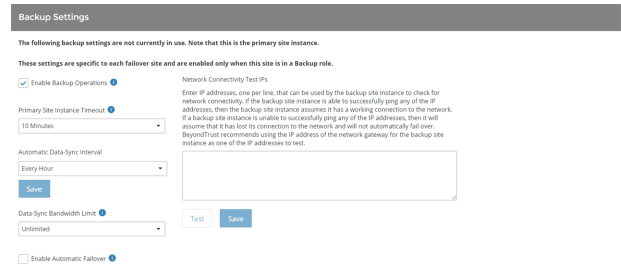 Backup Settings
The following backup settings are not currently in use. Note that this is the primary site instance.
These settings are specific to each failover site and are enabled only when this site is in a Backup role.
Enable Backup Operations
Primary Site Instance Timeout
10 Minutes
Automatic Data-Sync Interval
Every Hour
Save
Data-Sync Bandwidth Limit
Unlimited
Enable Automatic Failover
Network Connectivity Test IPs
Enter IP addresses, one per line, that can be used by the backup site instance to check for
network connectivity. If the backup site instance is able to successfully ping any of the IP
addresses, then the backup site instance assumes it has a working connection to the network.
If a backup site instance is unable to successfully ping any of the IP addresses, then it will
assume that it has lost its connection to the network and will not automatically fail over.
BeyondTrust recommends using the IP address of the network gateway for the backup site
instance as one of the IP addresses to test.
Test
Save